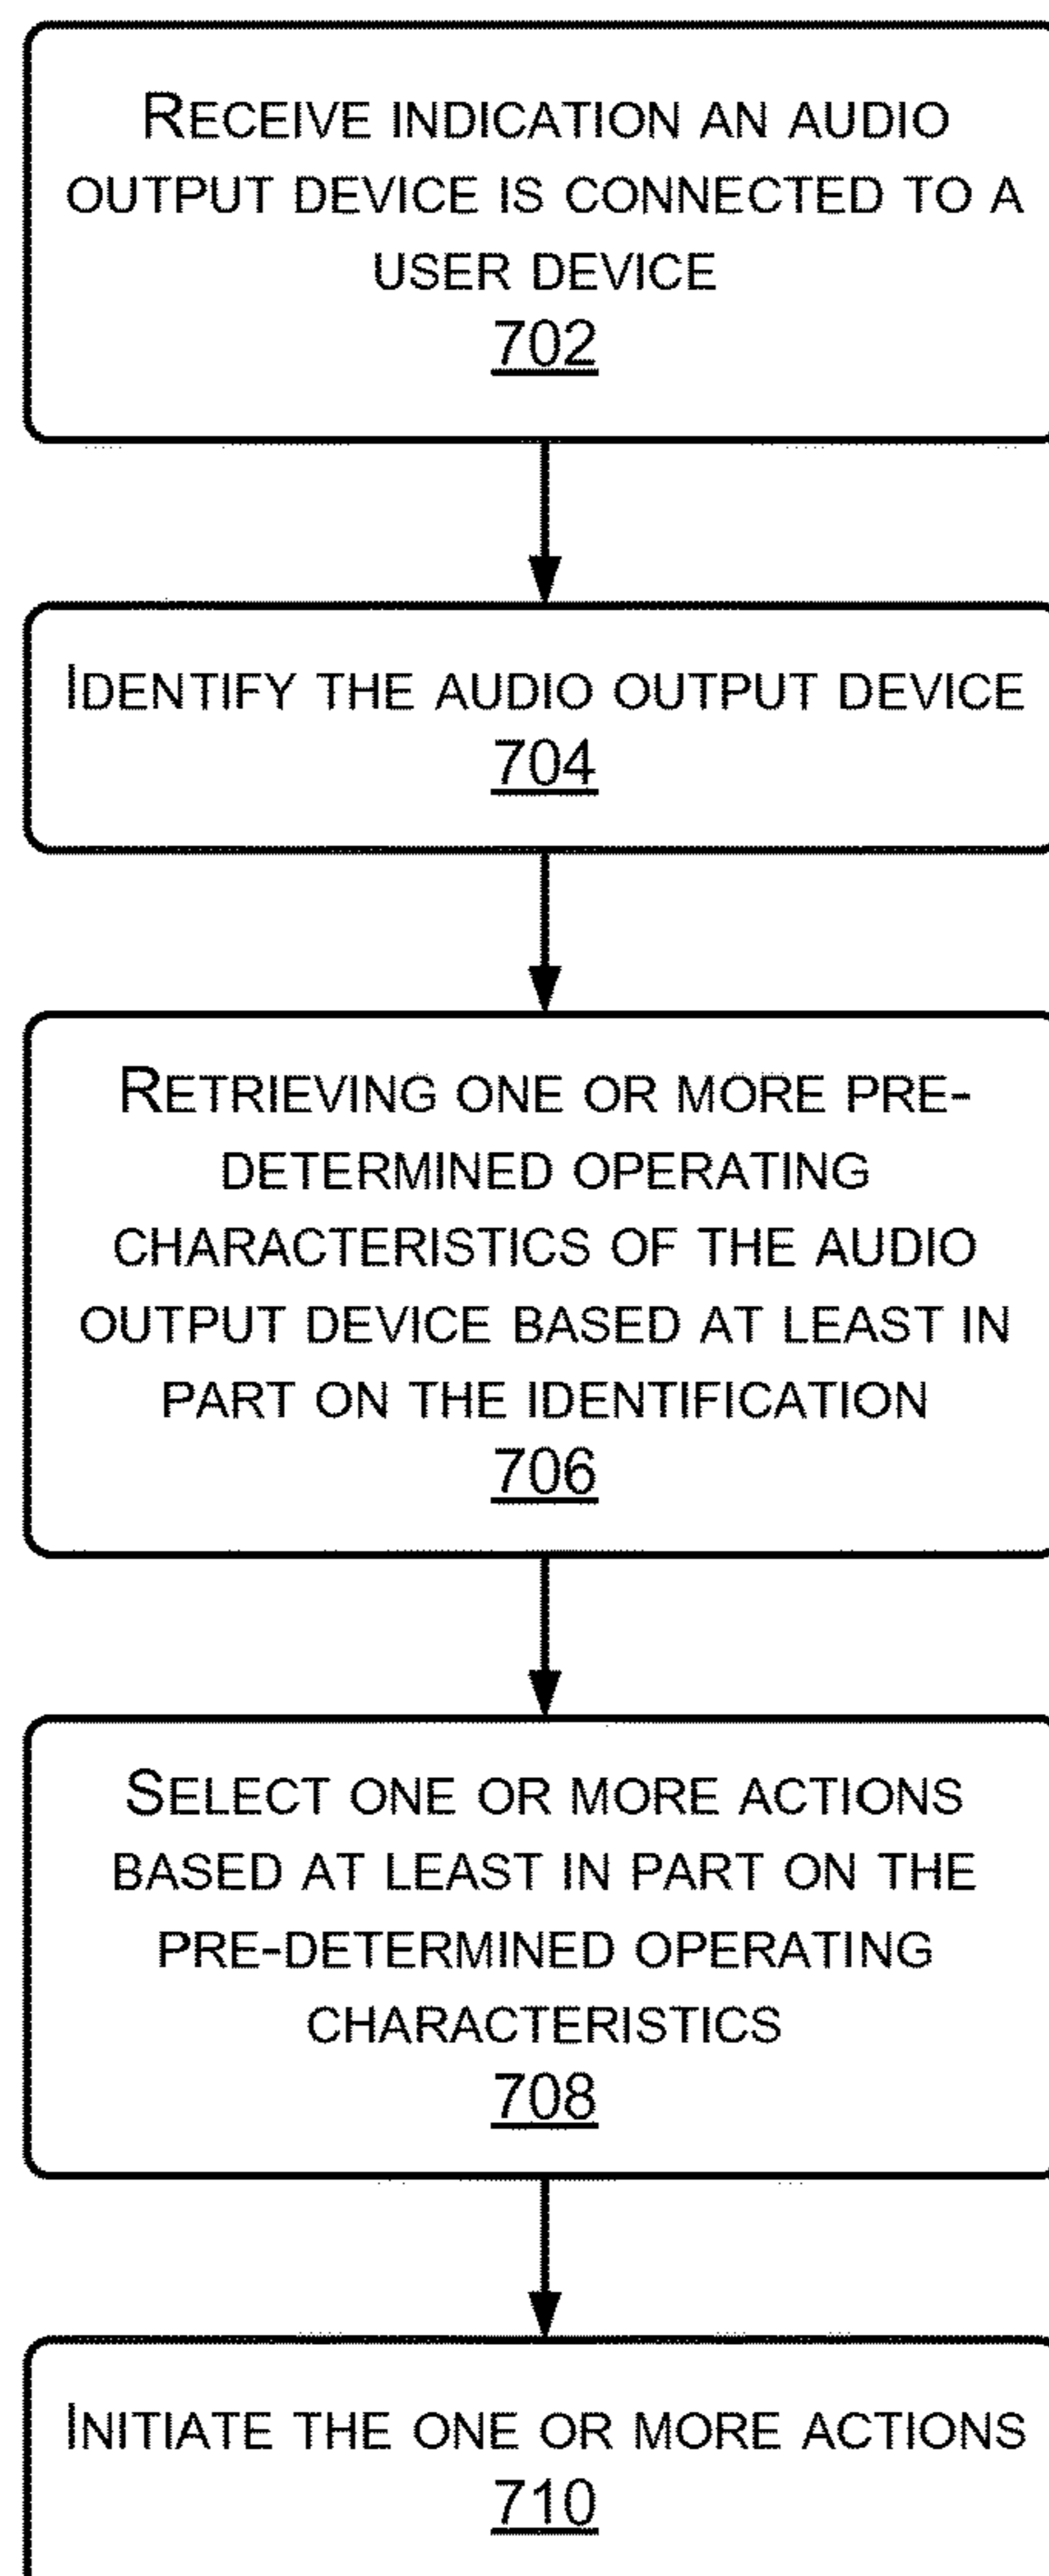 RECEIVE INDICATION AN AUDIO
OUTPUT DEVICE IS CONNECTED TO A
USER DEVICE
702
IDENTIFY THE AUDIO OUTPUT DEVICE
704
RETRIEVING ONE OR MORE PRE-
DETERMINED OPERATING
CHARACTERISTICS OF THE AUDIO
OUTPUT DEVICE BASED AT LEAST IN
PART ON THE IDENTIFICATION
706
SELECT ONE OR MORE ACTIONS
BASED AT LEAST IN PART ON THE
PRE-DETERMINED OPERATING
CHARACTERISTICS
708
INITIATE THE ONE OR MORE ACTIONS
710